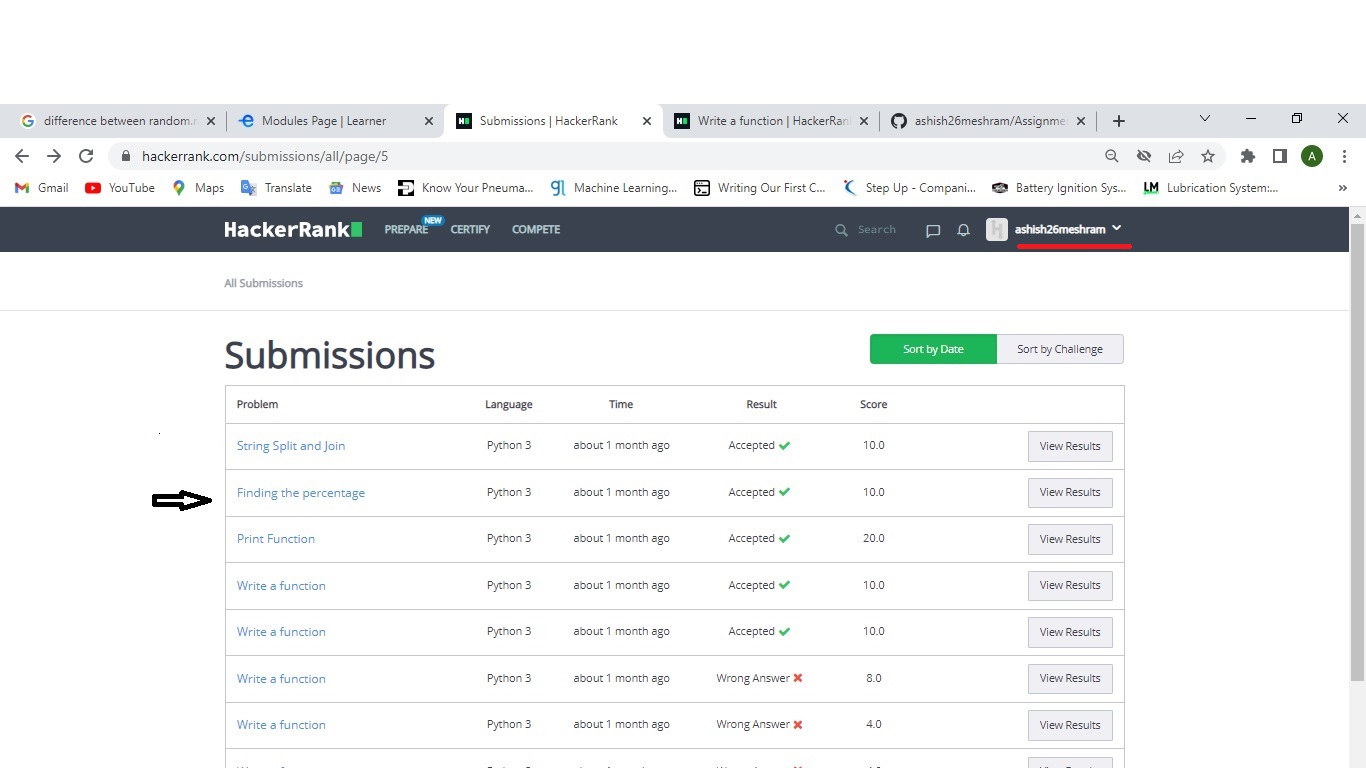 difference between random.r
Modules Page | Learner
Submissions | HackerRank
Write a function | HackerRan
ashish26meshram/Assignme
hackerrank.com/submissions/all/page/5
A
Gmail
YouTube
Maps
Translate
News
Know Your Pneuma...
Machine Learning...
Writing Our First C...
Step Up - Compani...
Battery Ignition Sys...
LM Lubrication System:...
»
HackerRank
PREPARE NEW
CERTIFY
COMPETE
Search
ashish26meshram
All Submissions
Submissions
Sort by Date
Sort by Challenge
Problem Language Time Result Score
String Split and Join Python 3 about 1 month ago Accepted 10.0 View Results
Finding the percentage Python 3 about 1 month ago Accepted 10.0 View Results
Print Function Python 3 about 1 month ago Accepted 20.0 View Results
Write a function Python 3 about 1 month ago Accepted 10.0 View Results
Write a function Python 3 about 1 month ago Accepted 10.0 View Results
Write a function Python 3 about 1 month ago Wrong Answer 8.0 View Results
Write a function Python 3 about 1 month ago Wrong Answer 4.0 View Results